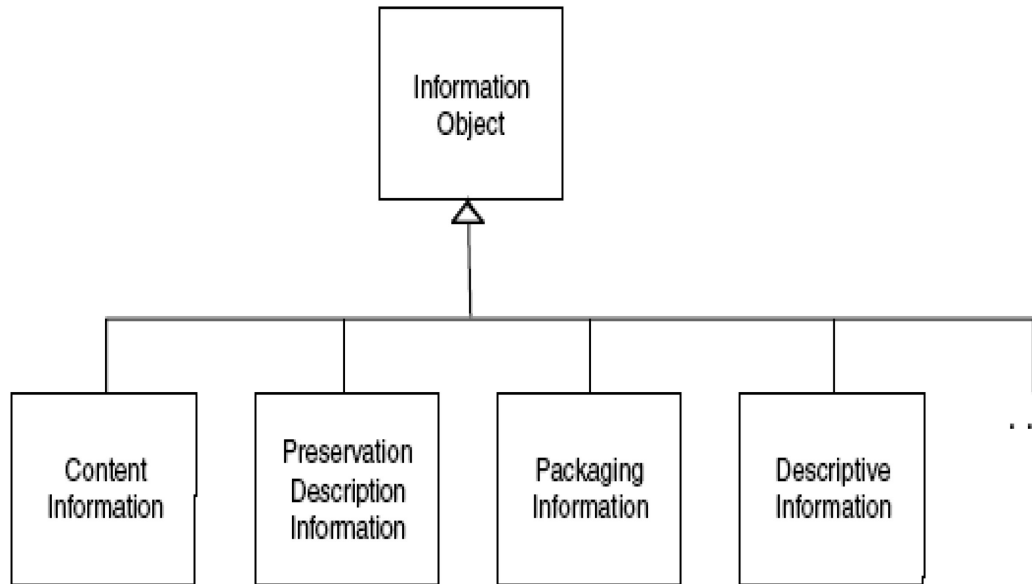 Information
Object
Content
Information
Preservation
Description
Information
Packaging
Information
Descriptive
Information
. .